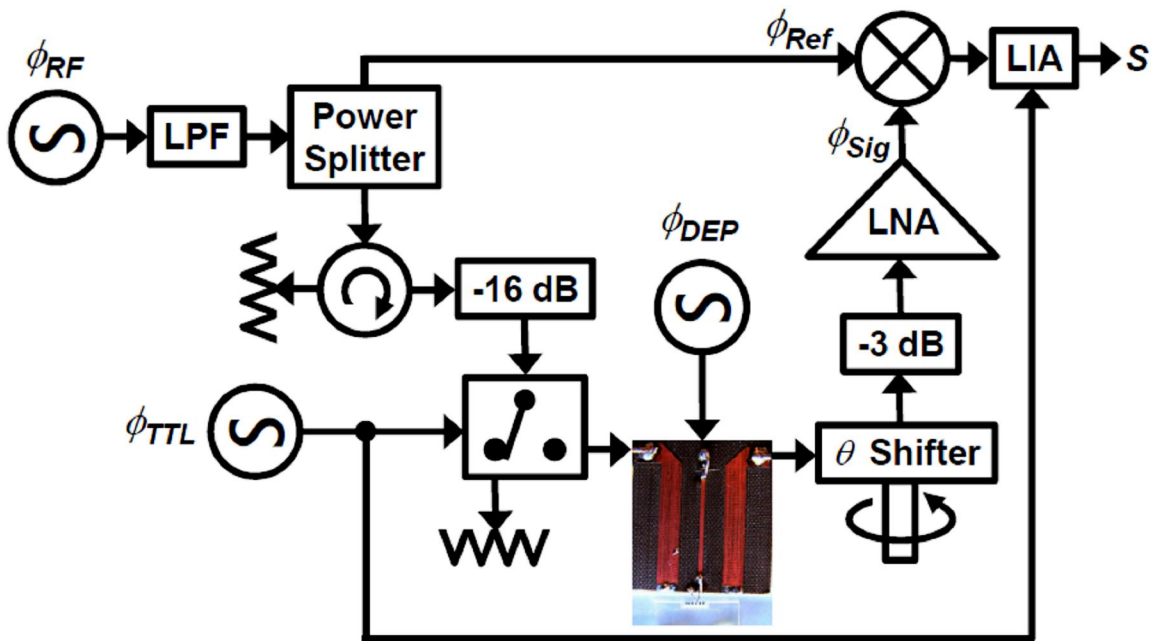 ϕRF
LPF
Power
Splitter
ϕRef
LIA
S
ϕSig
LNA
ϕDEP
-16 dB
-3 dB
ϕTTL
θ Shifter